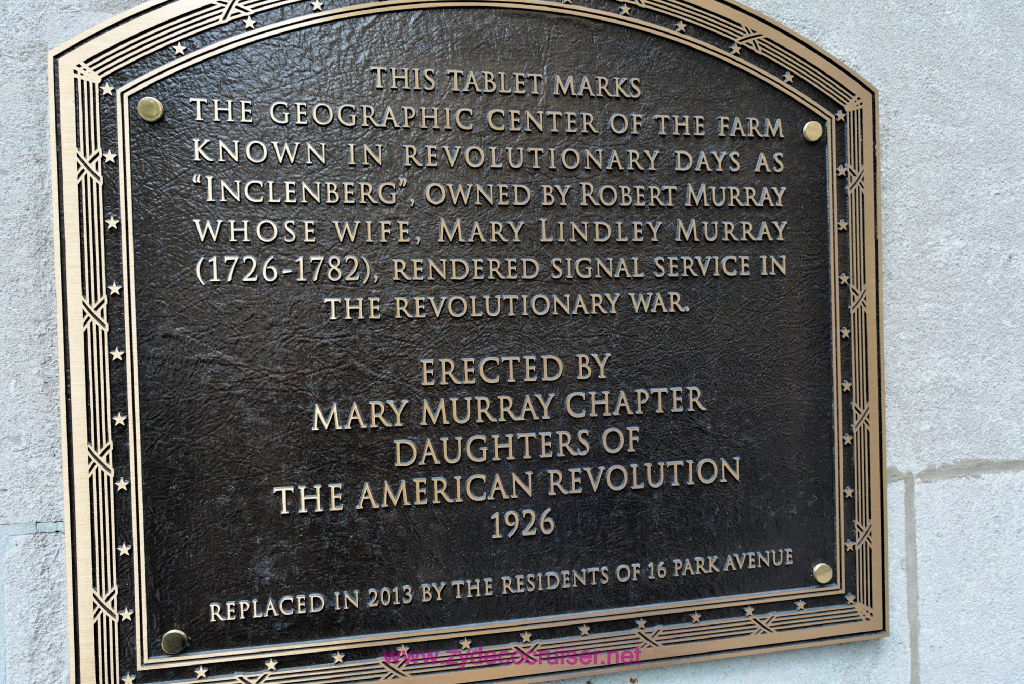 THIS TABLET MARKS
THE GEOGRAPHIC CENTER OF THE FARM
KNOWN IN REVOLUTIONARY DAYS AS
“INCLENBERG”, OWNED BY ROBERT MURRAY
WHOSE WIFE, MARY LINDLEY MURRAY
(1726-1782), RENDERED SIGNAL SERVICE IN
THE REVOLUTIONARY WAR.
ERECTED BY
MARY MURRAY CHAPTER
DAUGHTERS OF
THE AMERICAN REVOLUTION
1926
REPLACED IN 2013 BY THE RESIDENTS OF 16 PARK AVENUE
www.zydecocruiser.net